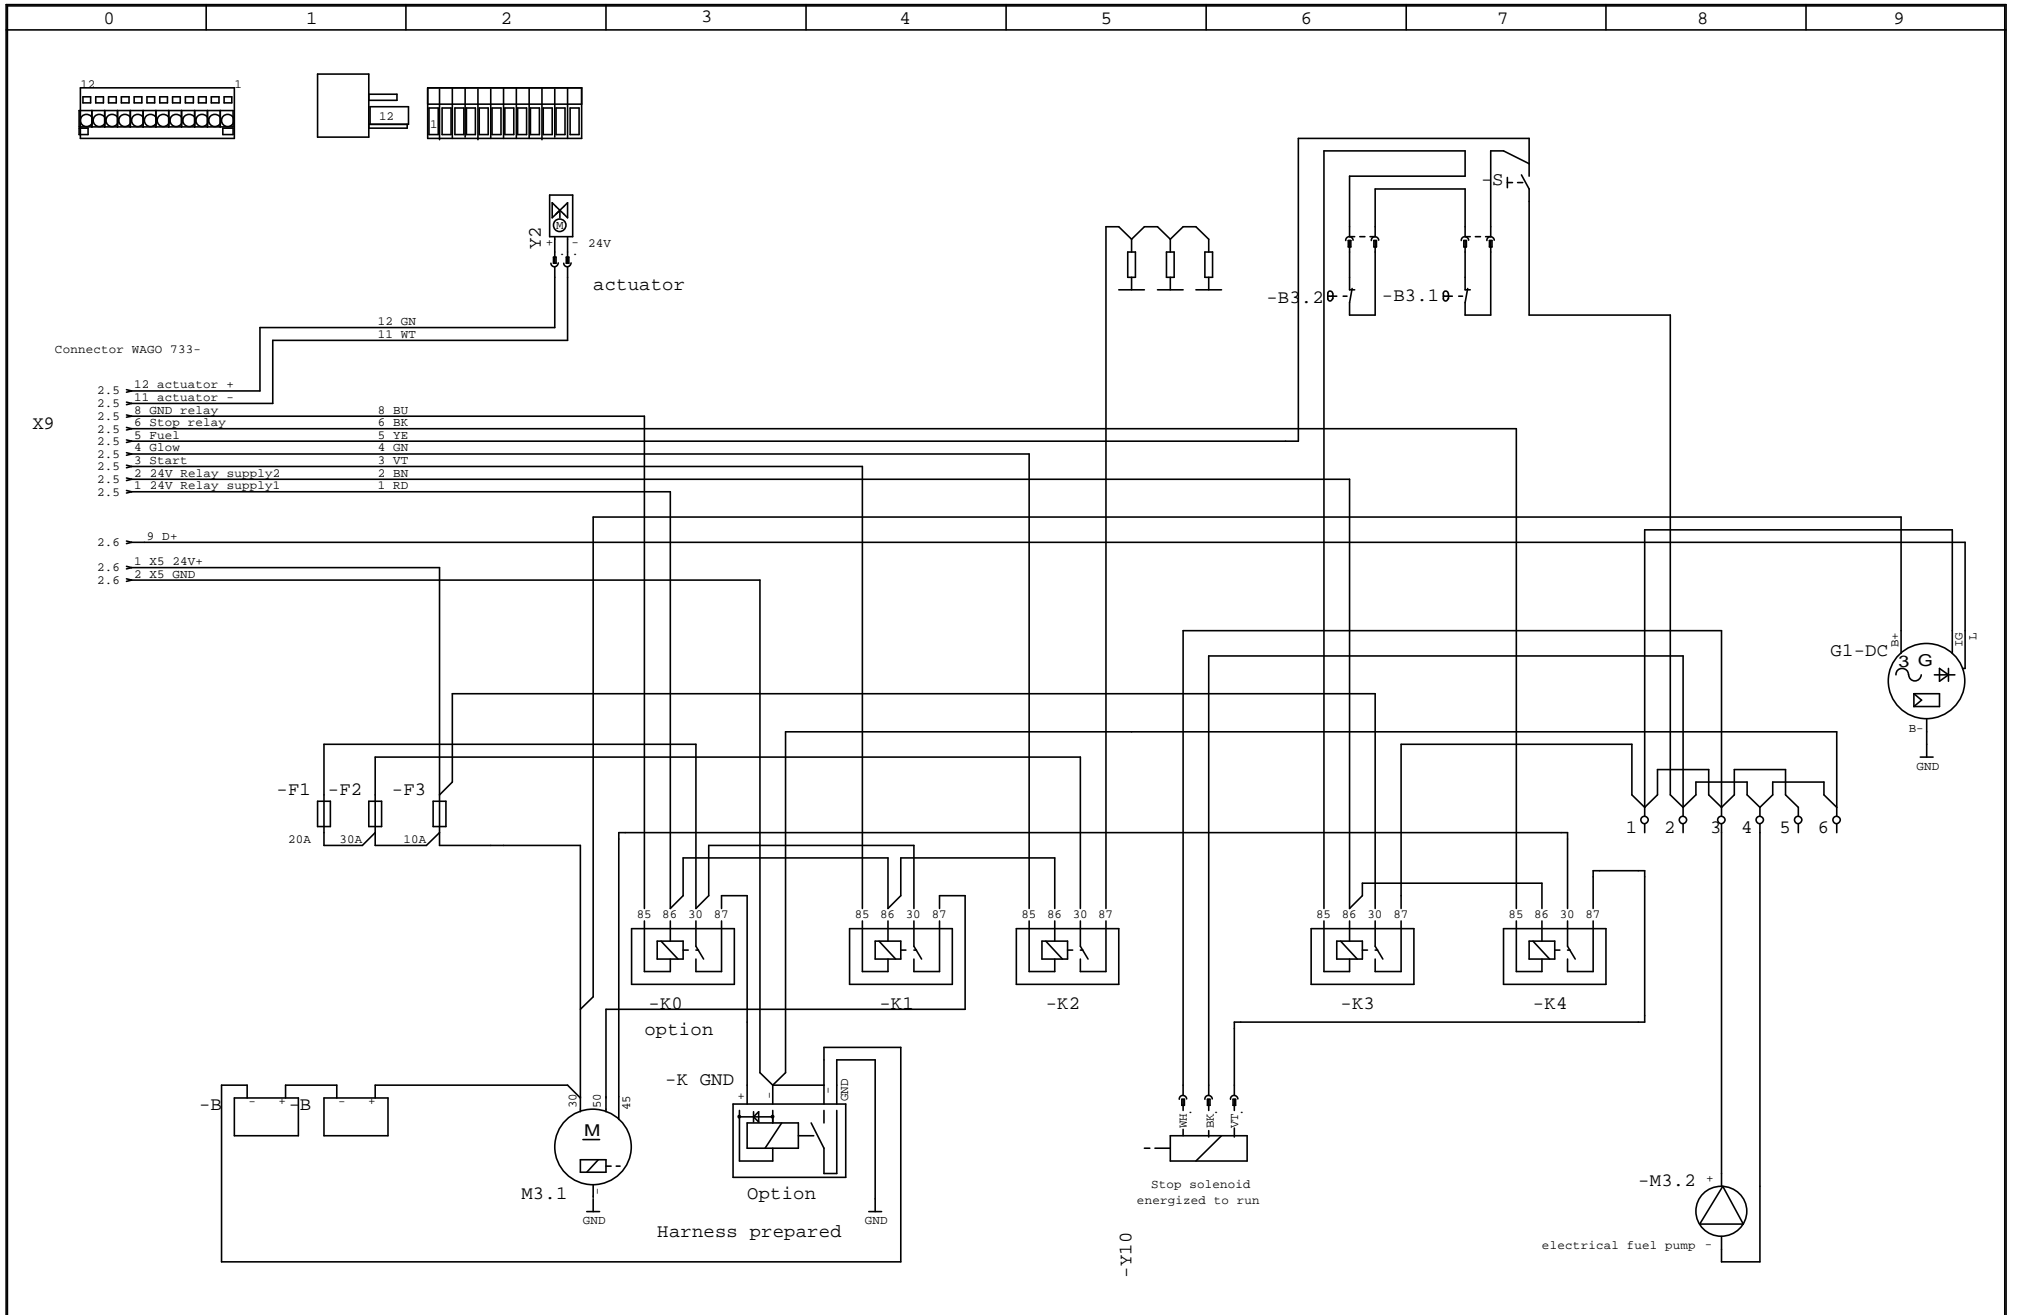 0 1 2 3 4 5 6 7 8 9
12 1
12
1
-S
M
Y2
+ - 24V
actuator
-B3.2 -B3.1
12 GN
11 WT
Connector WAGO 733-
X9
2.5 12 actuator +
2.5 11 actuator -
2.5 8 GND relay 8 BU
2.5 6 Stop relay 6 BK
2.5 5 Fuel 5 YE
2.5 4 Glow 4 GN
2.5 3 Start 3 VT
2.5 2 24V Relay supply2 2 BN
2.5 1 24V Relay supply1 1 RD
2.6 9 D+
2.6 1 X5 24V+
2.6 2 X5 GND
B+ IG L
G1-DC
3 G
B-
GND
-F1 -F2 -F3
20A 30A 10A
1 2 3 4 5 6
85 86 30 87 85 86 30 87 85 86 30 87 85 86 30 87 85 86 30 87
-K0 -K1 -K2 -K3 -K4
option
-K GND
-B - + -B - +
30 50 45
+ - - GND
WH BK VT
M
M3.1
-
GND
Option
Harness prepared
GND
Stop solenoid
energized to run
-Y10
-M3.2 +
electrical fuel pump -